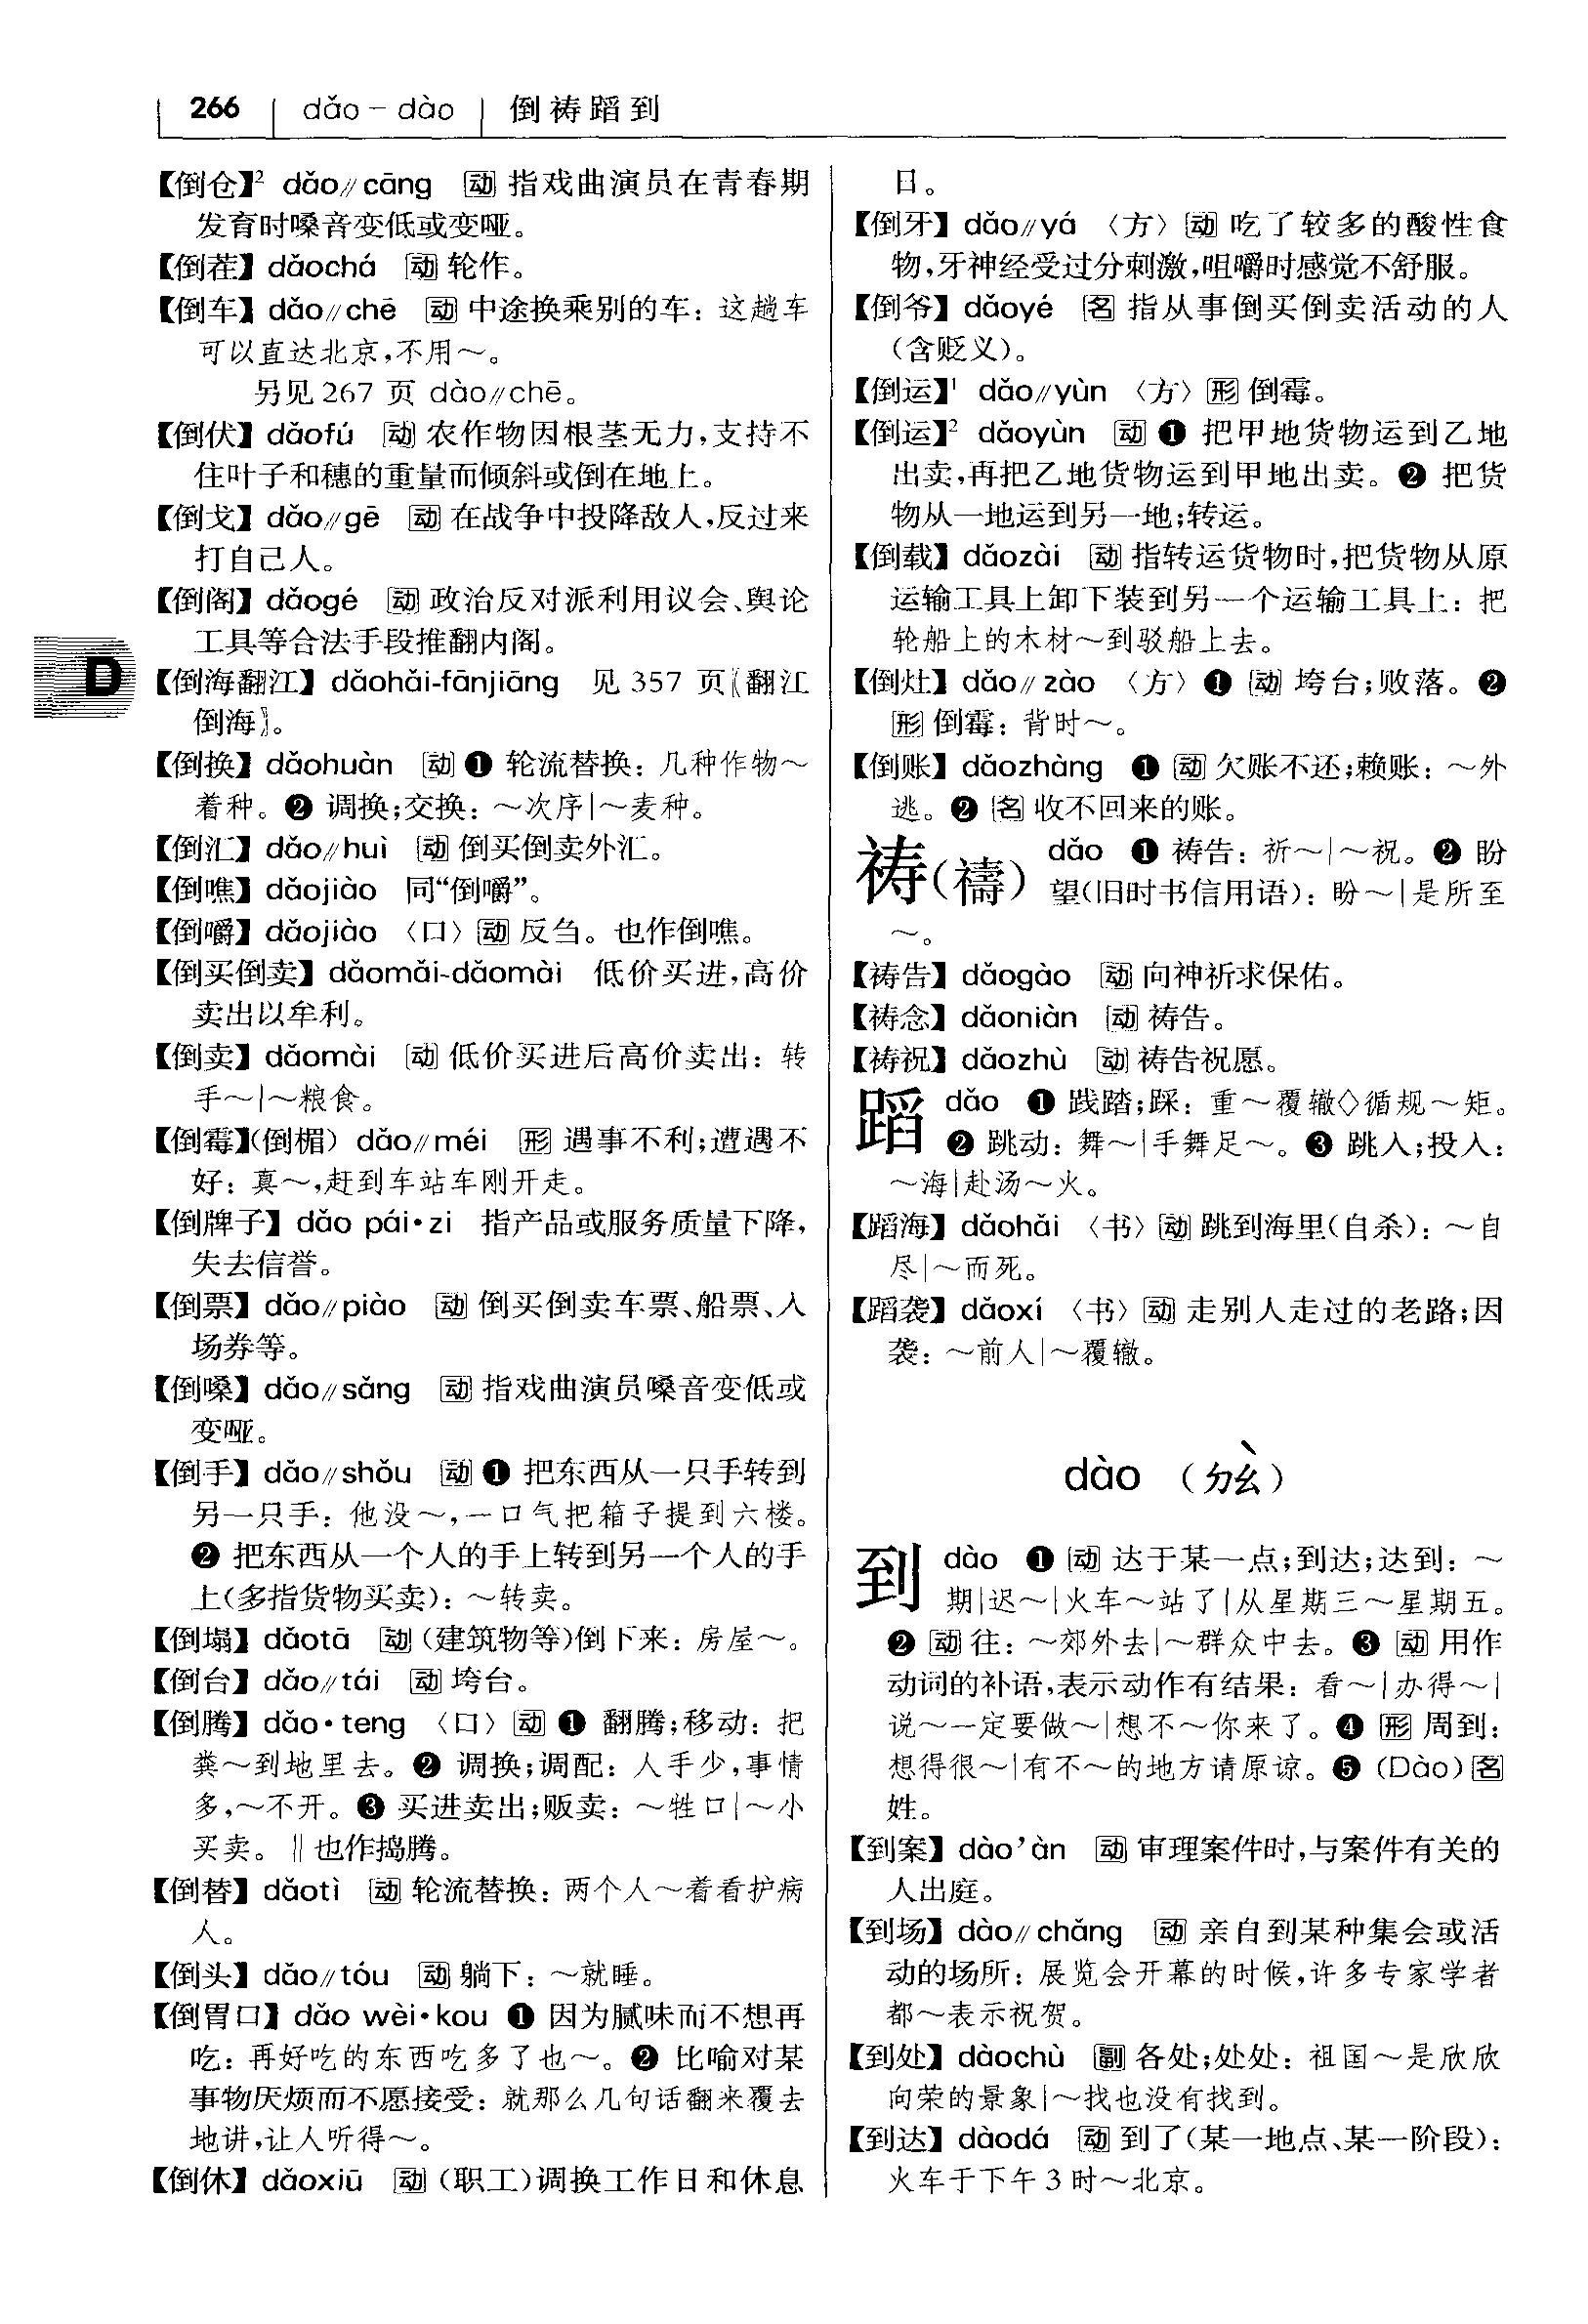 266 dǎo – dào 倒祷蹈到
【倒仓】² dǎo//cāng 动 指戏曲演员在青春期
发育时嗓音变低或变哑。
【倒茬】dǎochá 动 轮作。
【倒车】dǎo//chē 动 中途换乘别的车：这趟车
可以直达北京，不用～。
另见 267 页 dào//chē。
【倒伏】dǎofú 动 农作物因根茎无力，支持不
住叶子和穗的重量而倾斜或倒在地上。
【倒戈】dǎo//gē 动 在战争中投降敌人，反过来
打自己人。
【倒阁】dǎogé 动 政治反对派利用议会、舆论
工具等合法手段推翻内阁。
D
【倒海翻江】dǎohǎi-fānjiāng 见 357 页〖翻江
倒海〗。
【倒换】dǎohuàn 动 ❶ 轮流替换：几种作物～
着种。❷ 调换；交换：～次序|～麦种。
【倒汇】dǎo//huì 动 倒买倒卖外汇。
【倒噍】dǎojiào 同“倒嚼”。
【倒嚼】dǎojiào 〈口〉动 反刍。也作倒噍。
【倒买倒卖】dǎomǎi-dǎomài 低价买进，高价
卖出以牟利。
【倒卖】dǎomài 动 低价买进后高价卖出：转
手～|～粮食。
【倒霉】（倒楣） dǎo//méi 形 遇事不利；遭遇不
好：真～，赶到车站车刚开走。
【倒牌子】dǎo pái•zi 指产品或服务质量下降，
失去信誉。
【倒票】dǎo//piào 动 倒买倒卖车票、船票、入
场券等。
【倒嗓】dǎo//sǎng 动 指戏曲演员嗓音变低或
变哑。
【倒手】dǎo//shǒu 动 ❶ 把东西从一只手转到
另一只手：他没～，一口气把箱子提到六楼。
❷ 把东西从一个人的手上转到另一个人的手
上（多指货物买卖）：～转卖。
【倒塌】dǎotā 动（建筑物等）倒下来：房屋～。
【倒台】dǎo//tái 动 垮台。
【倒腾】dǎo•teng 〈口〉动 ❶ 翻腾；移动：把
粪～到地里去。❷ 调换；调配：人手少，事情
多，～不开。❸ 买进卖出；贩卖：～牲口|～小
买卖。‖也作捣腾。
【倒替】dǎotì 动 轮流替换：两个人～着看护病
人。
【倒头】dǎo//tóu 动 躺下：～就睡。
【倒胃口】dǎo wèi•kou ❶ 因为腻味而不想再
吃：再好吃的东西吃多了也～。❷ 比喻对某
事物厌烦而不愿接受：就那么几句话翻来覆去
地讲，让人听得～。
【倒休】dǎoxiū 动（职工）调换工作日和休息
日。
【倒牙】dǎo//yá 〈方〉动 吃了较多的酸性食
物，牙神经受过分刺激，咀嚼时感觉不舒服。
【倒爷】dǎoyé 名 指从事倒买倒卖活动的人
（含贬义）。
【倒运】¹ dǎo//yùn 〈方〉形 倒霉。
【倒运】² dǎoyùn 动 ❶ 把甲地货物运到乙地
出卖，再把乙地货物运到甲地出卖。❷ 把货
物从一地运到另一地；转运。
【倒载】dǎozài 动 指转运货物时，把货物从原
运输工具上卸下装到另一个运输工具上：把
轮船上的木材～到驳船上去。
【倒灶】dǎo//zào 〈方〉❶ 动 垮台；败落。❷
形 倒霉：背时～。
【倒账】dǎozhàng ❶ 动 欠账不还；赖账：～外
逃。❷ 名 收不回来的账。
祷（禱） dǎo ❶ 祷告：祈～|～祝。❷ 盼
望（旧时书信用语）：盼～|是所至
～。
【祷告】dǎogào 动 向神祈求保佑。
【祷念】dǎoniàn 动 祷告。
【祷祝】dǎozhù 动 祷告祝愿。
蹈 dǎo ❶ 践踏；踩：重～覆辙◇循规～矩。
❷ 跳动：舞～|手舞足～。❸ 跳入；投入：
～海|赴汤～火。
【蹈海】dǎohǎi 〈书〉动 跳到海里（自杀）：～自
尽|～而死。
【蹈袭】dǎoxí 〈书〉动 走别人走过的老路；因
袭：～前人|～覆辙。
dào （ㄉㄠˋ）
到 dào ❶ 动 达于某一点；到达；达到：～
期|迟～|火车～站了|从星期三～星期五。
❷ 动 往：～郊外去|～群众中去。❸ 动 用作
动词的补语，表示动作有结果：看～|办得～|
说～一定要做～|想不～你来了。❹ 形 周到：
想得很～|有不～的地方请原谅。❺（Dào）名
姓。
【到案】dào’àn 动 审理案件时，与案件有关的
人出庭。
【到场】dào//chǎng 动 亲自到某种集会或活
动的场所：展览会开幕的时候，许多专家学者
都～表示祝贺。
【到处】dàochù 副 各处；处处：祖国～是欣欣
向荣的景象|～找也没有找到。
【到达】dàodá 动 到了（某一地点、某一阶段）：
火车于下午 3 时～北京。